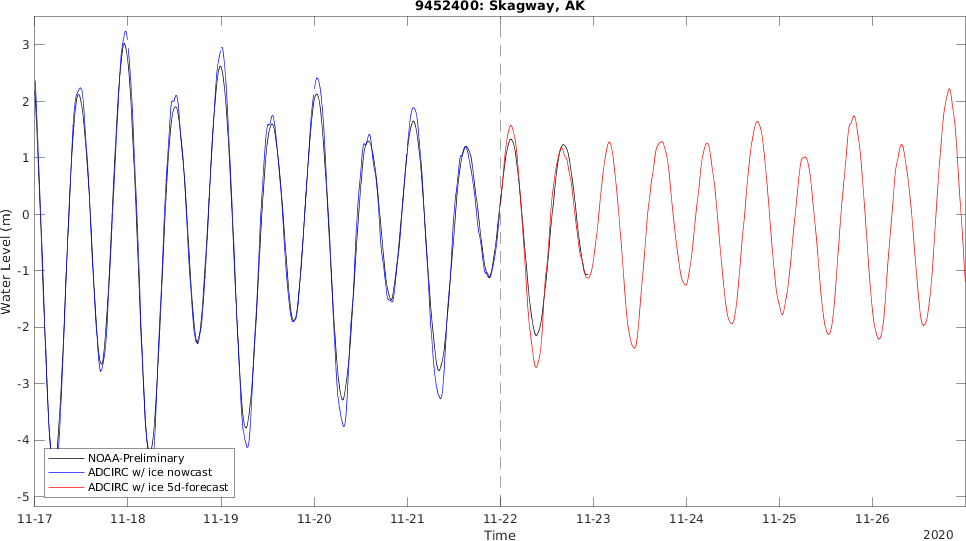 9452400: Skagway, AK
Water Level (m)
3
2
1
0
-1
-2
-3
-4
-5
NOAA-Preliminary
ADCIRC w/ ice nowcast
ADCIRC w/ ice 5d-forecast
11-17 11-18 11-19 11-20 11-21 11-22 11-23 11-24 11-25 11-26
Time
2020